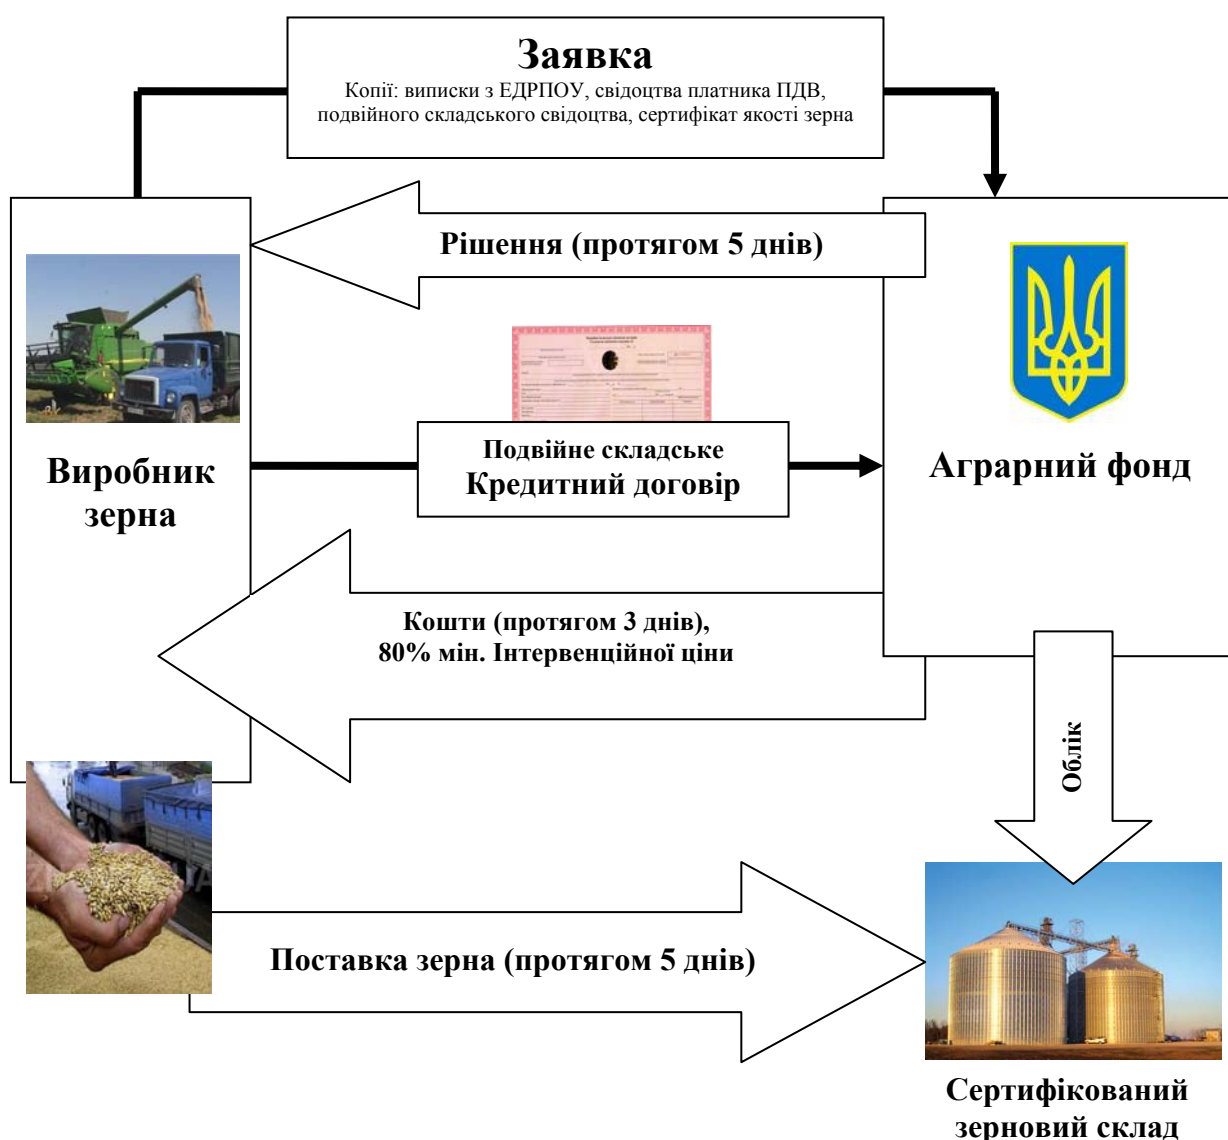 Заявка
Копії: виписки з ЕДРПОУ, свідоцтва платника ПДВ,
подвійного складського свідоцтва, сертифікат якості зерна
Рішення (протягом 5 днів)
Виробник
зерна
Подвійне складське
Кредитний договір
Аграрний фонд
Кошти (протягом 3 днів),
80% мін. Інтервенційної ціни
Облік
Поставка зерна (протягом 5 днів)
Сертифікований
зерновий склад